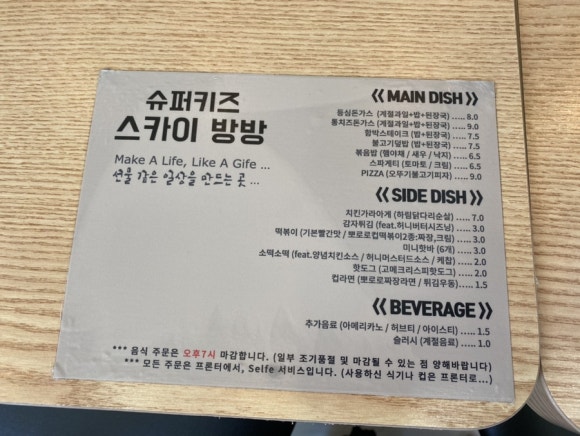 슈퍼키즈
스카이 방방
Make A Life, Like A Gife ...
선물 같은 일상을 만드는 곳 ...
《 MAIN DISH 》
등심돈가스 (계절과일+밥+된장국) ..... 8.0
통치즈돈가스 (계절과일+밥+된장국) ..... 9.0
함박스테이크 (밥+된장국) ..... 7.5
불고기덮밥 (밥+된장국) ..... 7.5
볶음밥 (햄야채 / 새우 / 낙지) ..... 6.5
스파게티 (토마토 / 크림) ..... 6.5
PIZZA (오뚜기불고기피자) ..... 9.0
《 SIDE DISH 》
치킨가라아게 (하림닭다리순살) ..... 7.0
감자튀김 (feat.허니버터시즈닝) ..... 3.0
떡볶이 (기본빨간맛 / 뽀로로컵떡볶이2종:짜장,크림) ..... 3.0
미니핫바 (6개) ..... 3.0
소떡소떡 (feat.양념치킨소스 / 허니머스터드소스 / 케찹) ..... 2.0
핫도그 (고메크리스피핫도그) ..... 2.0
컵라면 (뽀로로짜장라면 / 튀김우동) ..... 1.5
《 BEVERAGE 》
추가음료 (아메리카노 / 허브티 / 아이스티) ..... 1.5
슬러시 (계절음료) ..... 1.0
*** 음식 주문은 오후7시 마감합니다. (일부 조기품절 및 마감될 수 있는 점 양해바랍니다)
*** 모든 주문은 프론터에서, Selfe 서비스입니다. (사용하신 식기나 컵은 프론터로...)